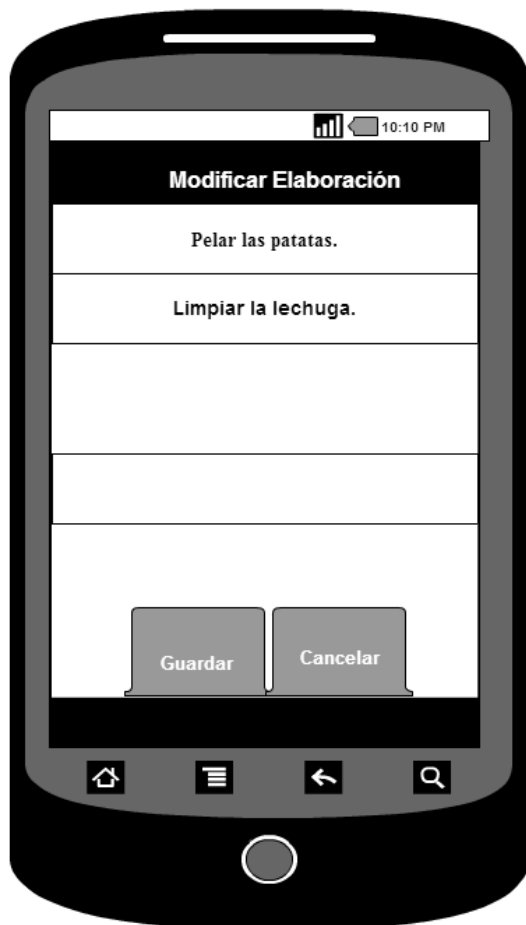 10:10 PM
Modificar Elaboración
Pelar las patatas.
Limpiar la lechuga.
Guardar
Cancelar